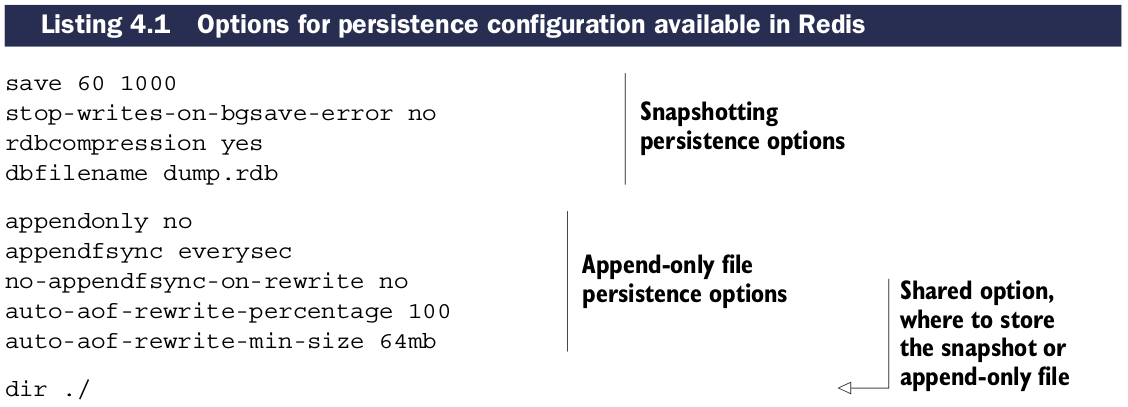 Listing 4.1 Options for persistence configuration available in Redis
save 60 1000
stop-writes-on-bgsave-error no
rdbcompression yes
dbfilename dump.rdb
Snapshotting
persistence options
appendonly no
appendfsync everysec
no-appendfsync-on-rewrite no
auto-aof-rewrite-percentage 100
auto-aof-rewrite-min-size 64mb
Append-only file
persistence options
dir ./
Shared option,
where to store
the snapshot or
append-only file